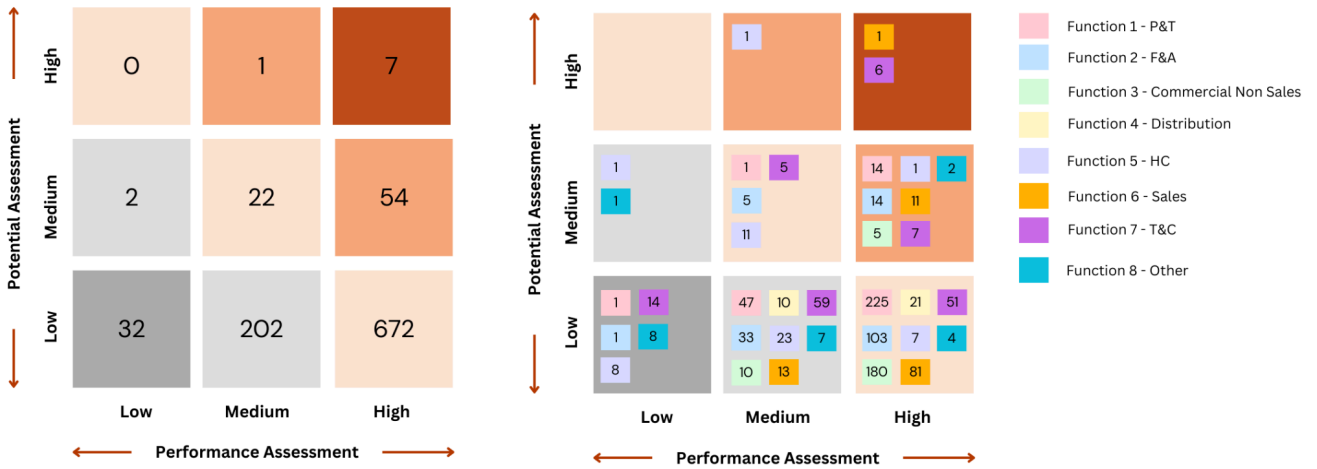 Potential Assessment
High
Medium
Low
0
1
7
2
22
54
32
202
672
Low
Medium
High
Performance Assessment
Potential Assessment
High
Medium
Low
1
1
6
1
1
1
5
5
11
14
1
2
14
11
5
7
1
14
1
8
8
47
10
59
33
23
7
10
13
225
21
51
103
7
4
180
81
Low
Medium
High
Performance Assessment
Function 1 - P&T
Function 2 - F&A
Function 3 - Commercial Non Sales
Function 4 - Distribution
Function 5 - HC
Function 6 - Sales
Function 7 - T&C
Function 8 - Other